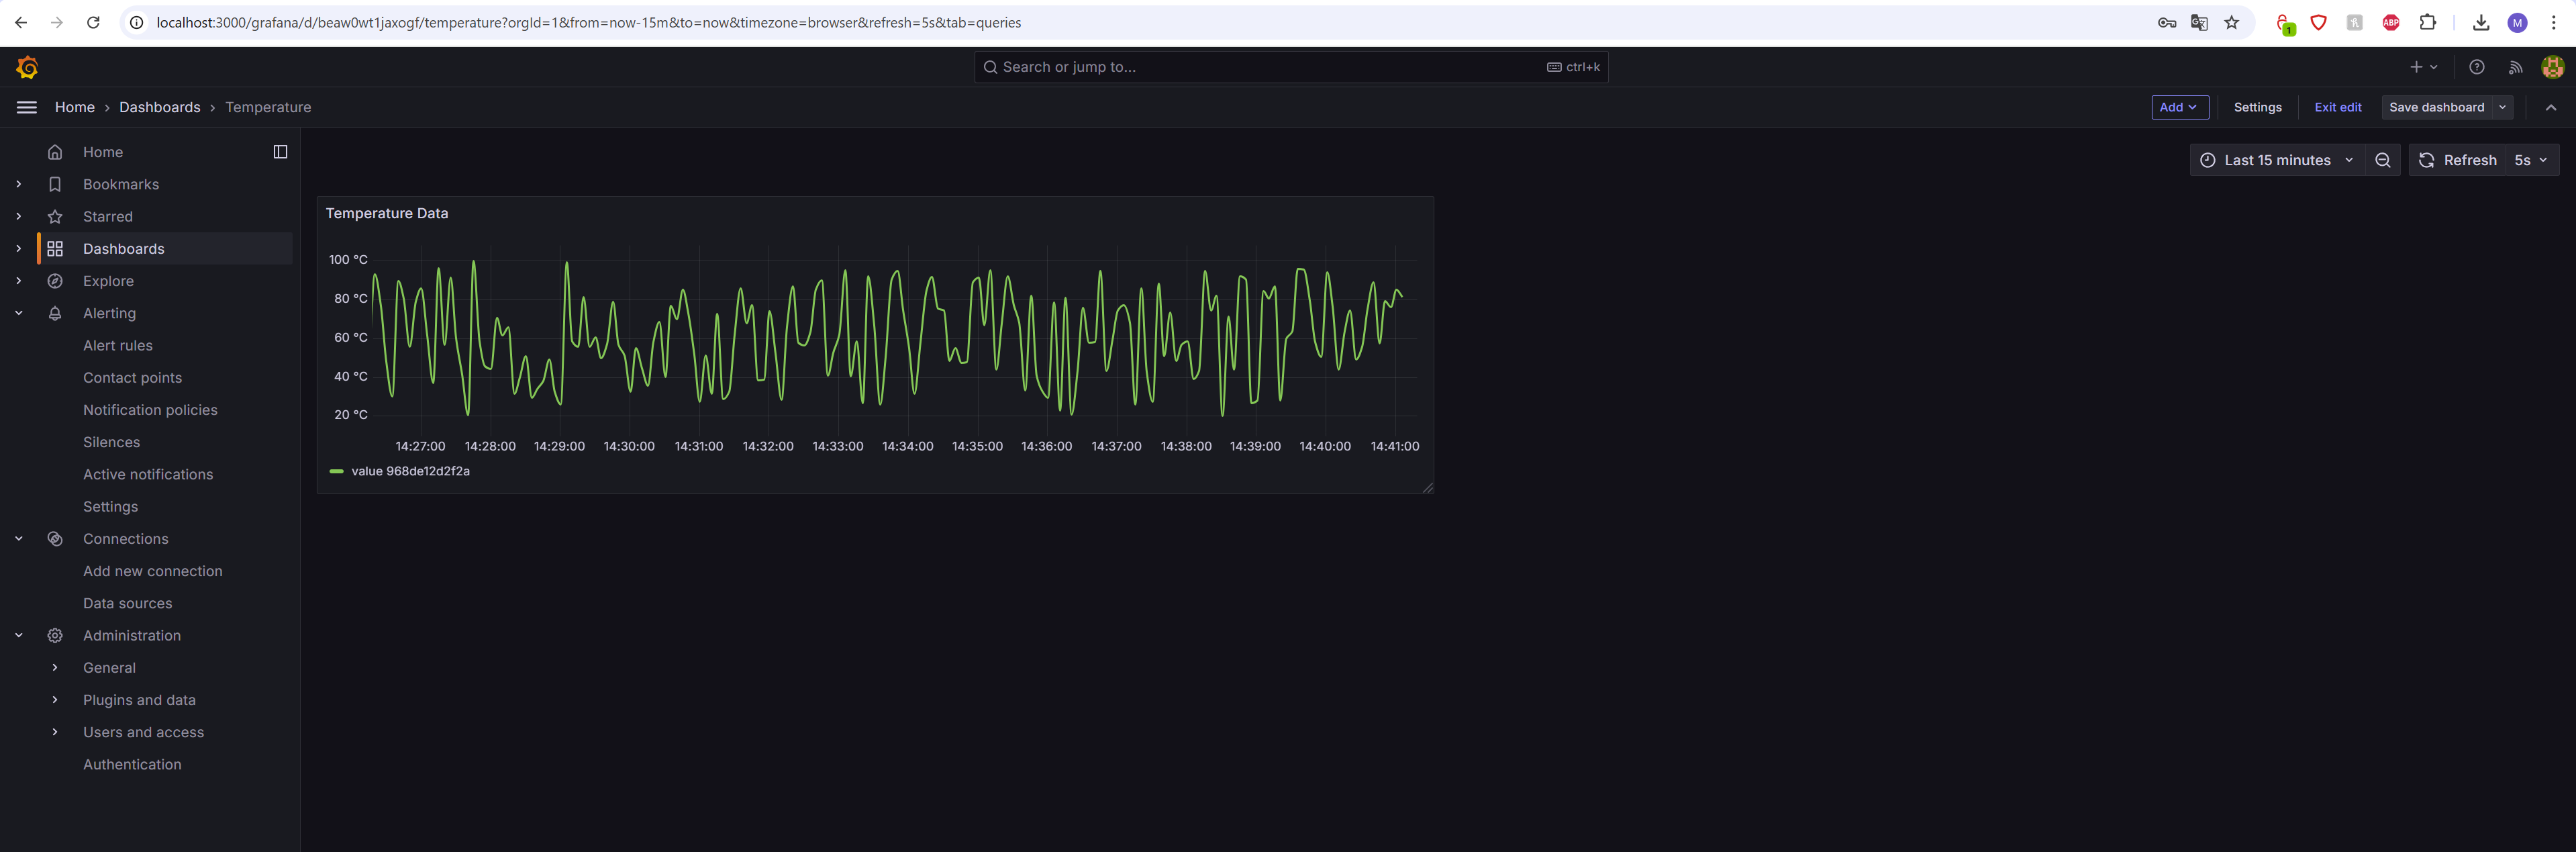 localhost:3000/grafana/d/beaw0wt1jaxogf/temperature?orgId=1&from=now-15m&to=now&timezone=browser&refresh=5s&tab=queries
1
ABP
M
Search or jump to...
ctrl+k
Home › Dashboards › Temperature
Add
Settings
Exit edit
Save dashboard
Home
Bookmarks
Starred
Dashboards
Explore
Alerting
Alert rules
Contact points
Notification policies
Silences
Active notifications
Settings
Connections
Add new connection
Data sources
Administration
General
Plugins and data
Users and access
Authentication
Last 15 minutes
Refresh 5s
Temperature Data
100 °C
80 °C
60 °C
40 °C
20 °C
14:27:00 14:28:00 14:29:00 14:30:00 14:31:00 14:32:00 14:33:00 14:34:00 14:35:00 14:36:00 14:37:00 14:38:00 14:39:00 14:40:00 14:41:00
value 968de12d2f2a